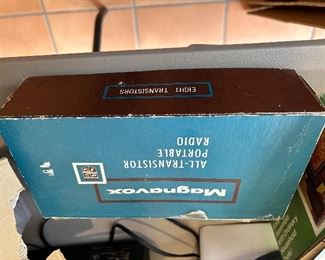 EIGHT TRANSISTORS
Magnavox
ALL-TRANSISTOR
PORTABLE
RADIO